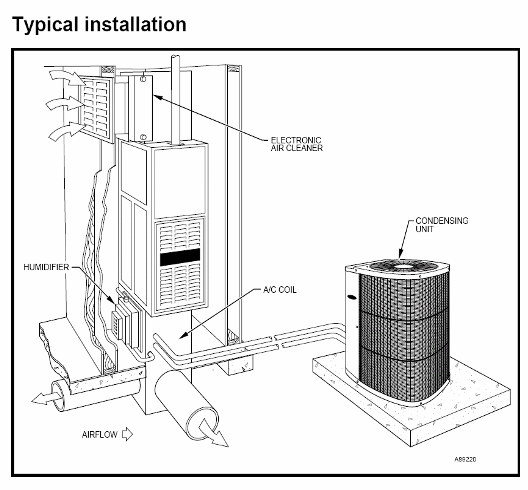 Typical installation
ELECTRONIC
AIR CLEANER
CONDENSING
UNIT
HUMIDIFIER
A/C COIL
AIRFLOW
A89220